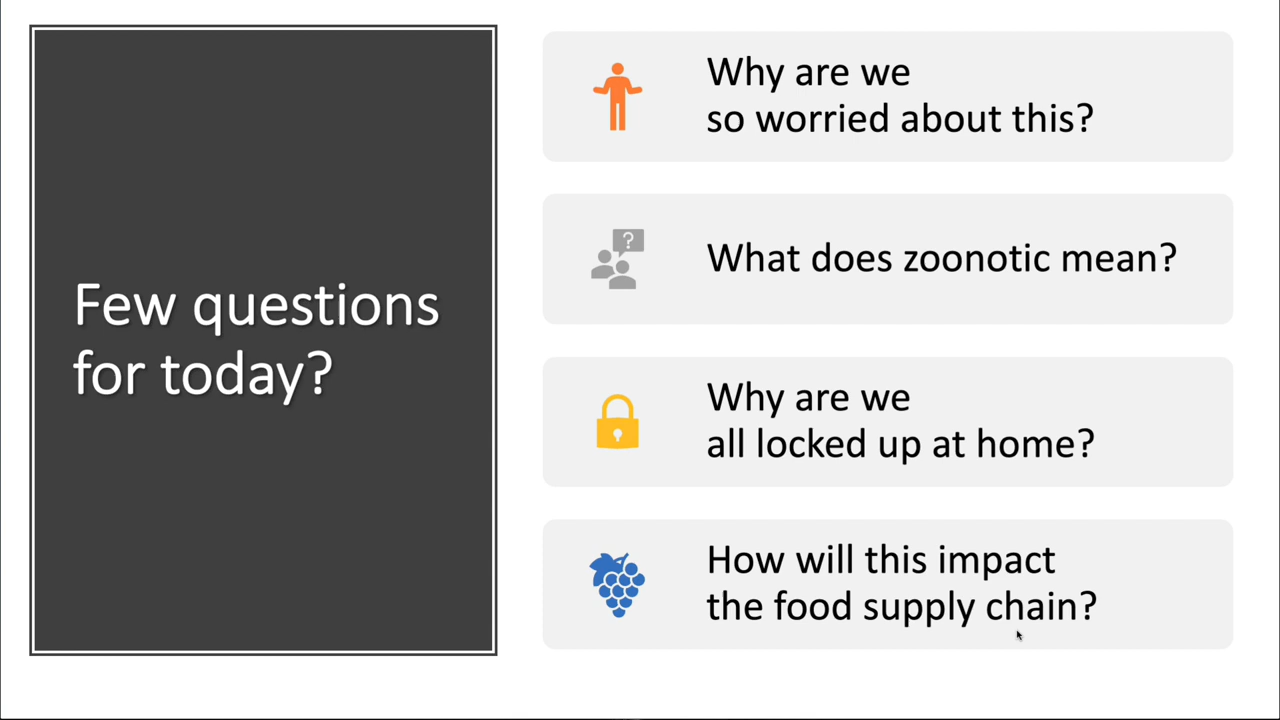 Few questions
for today?
Why are we
so worried about this?
?
What does zoonotic mean?
Why are we
all locked up at home?
How will this impact
the food supply chain?